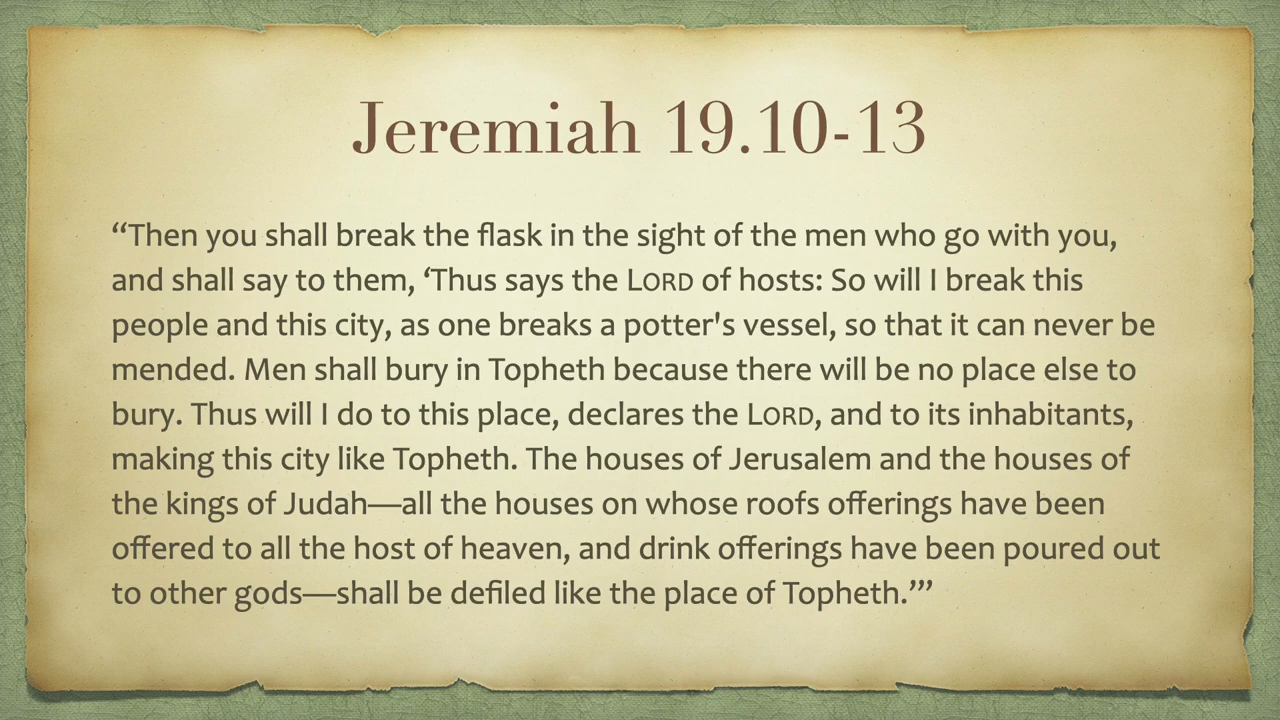 Jeremiah 19.10-13
“Then you shall break the flask in the sight of the men who go with you,
and shall say to them, ‘Thus says the LORD of hosts: So will I break this
people and this city, as one breaks a potter's vessel, so that it can never be
mended. Men shall bury in Topheth because there will be no place else to
bury. Thus will I do to this place, declares the LORD, and to its inhabitants,
making this city like Topheth. The houses of Jerusalem and the houses of
the kings of Judah—all the houses on whose roofs offerings have been
offered to all the host of heaven, and drink offerings have been poured out
to other gods—shall be defiled like the place of Topheth.’”